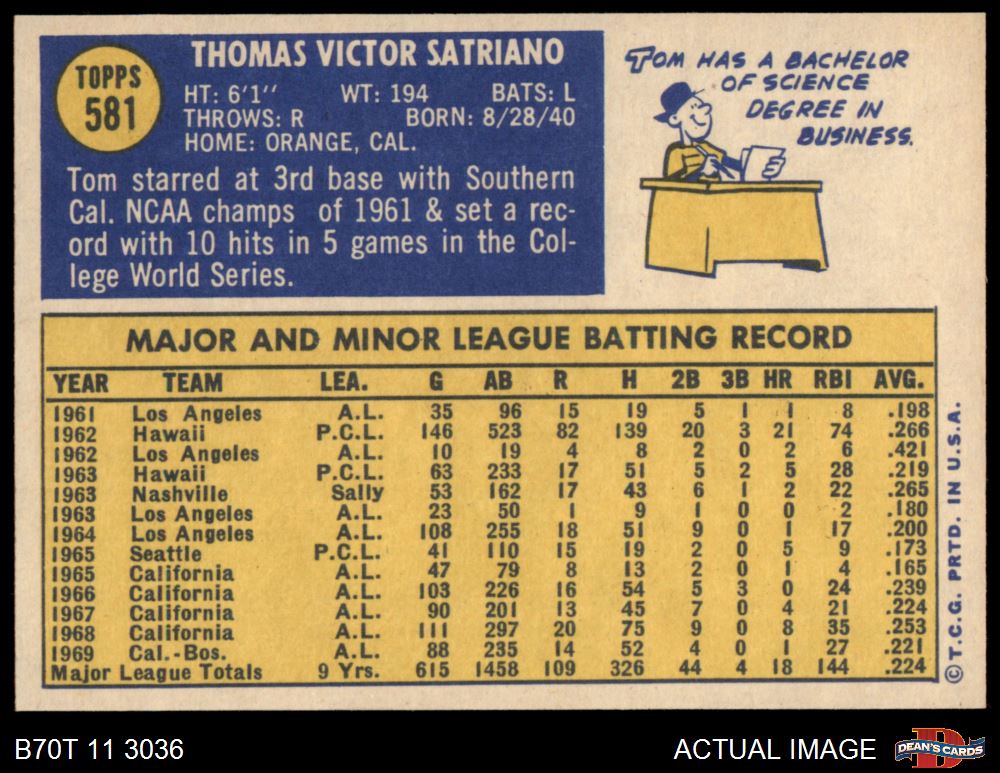 TOPPS
581
THOMAS VICTOR SATRIANO
HT: 6'1" WT: 194 BATS: L
THROWS: R BORN: 8/28/40
HOME: ORANGE, CAL.
Tom starred at 3rd base with Southern
Cal. NCAA champs of 1961 & set a rec-
ord with 10 hits in 5 games in the Col-
lege World Series.
TOM HAS A BACHELOR
OF SCIENCE
DEGREE IN
BUSINESS.
MAJOR AND MINOR LEAGUE BATTING RECORD
YEAR TEAM LEA. G AB R H 2B 3B HR RBI AVG.
1961 Los Angeles A.L. 35 96 15 19 5 1 1 8 .198
1962 Hawaii P.C.L. 146 523 82 139 20 3 21 74 .266
1962 Los Angeles A.L. 10 19 4 8 2 0 2 6 .421
1963 Hawaii P.C.L. 63 233 17 51 5 2 5 28 .219
1963 Nashville Sally 53 162 17 43 6 1 2 22 .265
1963 Los Angeles A.L. 23 50 1 9 1 0 0 2 .180
1964 Los Angeles A.L. 108 255 18 51 9 0 1 17 .200
1965 Seattle P.C.L. 41 110 15 19 2 0 5 9 .173
1965 California A.L. 47 79 8 13 2 0 1 4 .165
1966 California A.L. 103 226 16 54 5 3 0 24 .239
1967 California A.L. 90 201 13 45 7 0 4 21 .224
1968 California A.L. 111 297 20 75 9 0 8 35 .253
1969 Cal.-Bos. A.L. 88 235 14 52 4 0 1 27 .221
Major League Totals 9 Yrs. 615 1458 109 326 44 4 18 144 .224
© T.C.G. PRTD. IN U.S.A.
B70T 11 3036
ACTUAL IMAGE
D
DEAN'S CARDS